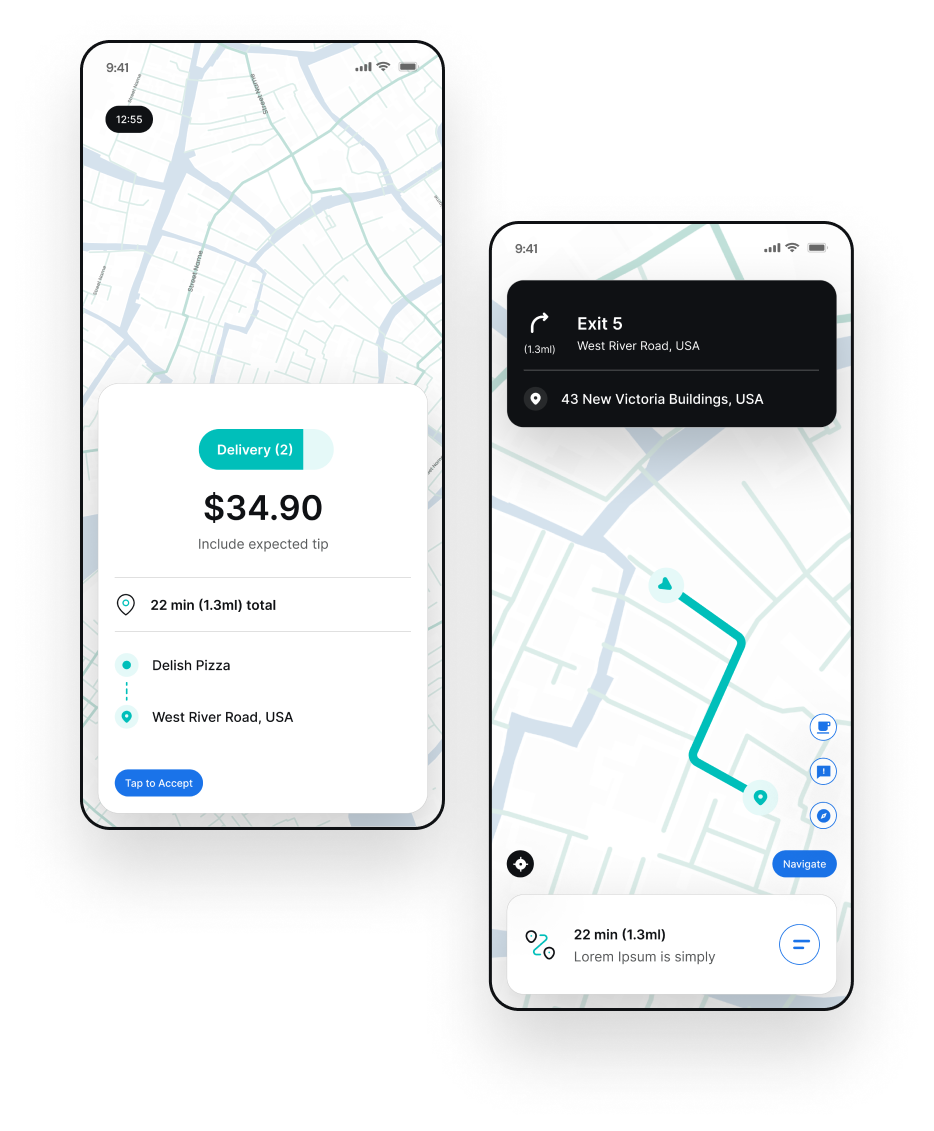 9:41
Street Name
Street Name
12:55
Street Name
Street Name
Delivery (2)
$34.90
Include expected tip
22 min (1.3ml) total
Delish Pizza
West River Road, USA
Tap to Accept
9:41
Exit 5
(1.3ml)
West River Road, USA
43 New Victoria Buildings, USA
Navigate
22 min (1.3ml)
Lorem Ipsum is simply